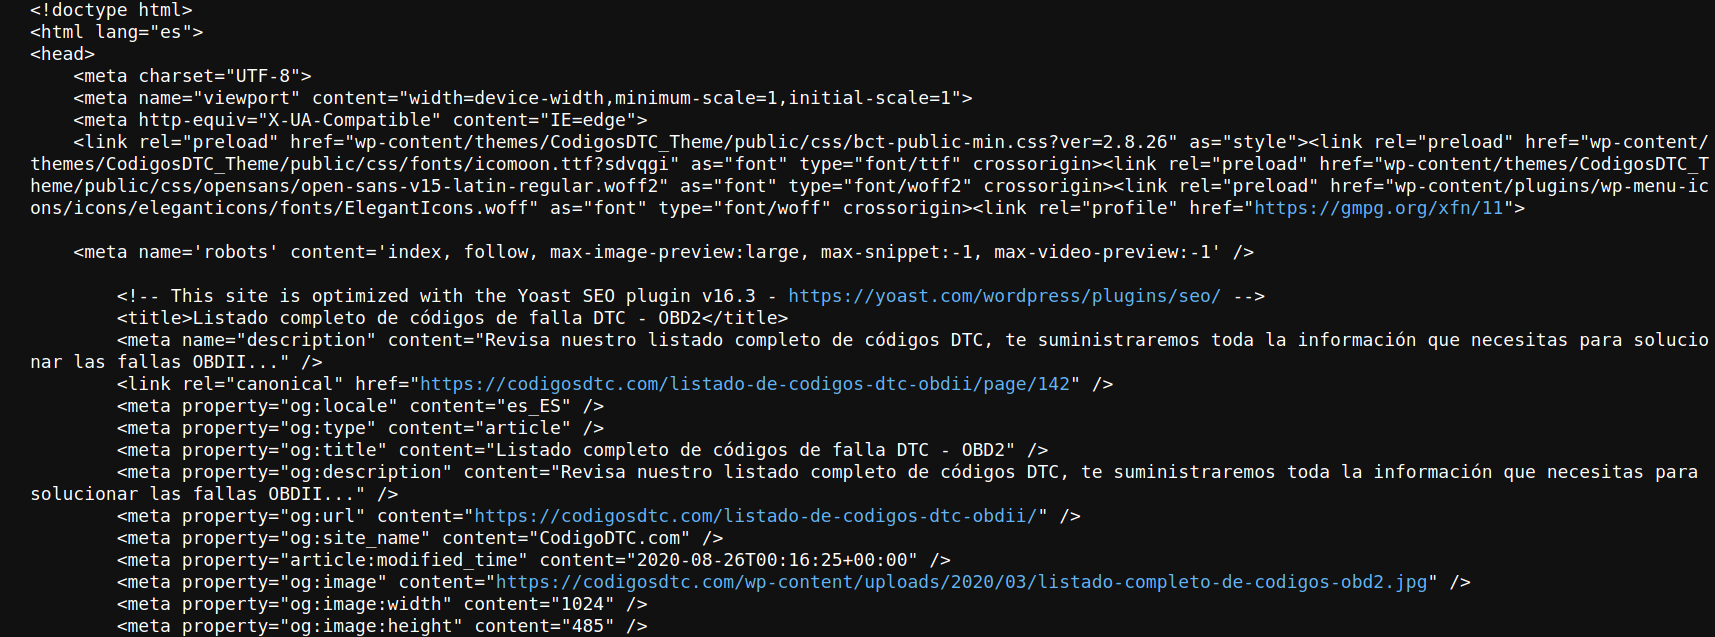 <!doctype html>
<html lang="es">
<head>
    <meta charset="UTF-8">
    <meta name="viewport" content="width=device-width,minimum-scale=1,initial-scale=1">
    <meta http-equiv="X-UA-Compatible" content="IE=edge">
    <link rel="preload" href="wp-content/themes/CodigosDTC_Theme/public/css/bct-public-min.css?ver=2.8.26" as="style"><link rel="preload" href="wp-content/
themes/CodigosDTC_Theme/public/css/fonts/icomoon.ttf?sdvqgi" as="font" type="font/ttf" crossorigin><link rel="preload" href="wp-content/themes/CodigosDTC_T
heme/public/css/opensans/open-sans-v15-latin-regular.woff2" as="font" type="font/woff2" crossorigin><link rel="preload" href="wp-content/plugins/wp-menu-ic
ons/icons/eleganticons/fonts/ElegantIcons.woff" as="font" type="font/woff" crossorigin><link rel="profile" href="https://gmpg.org/xfn/11">

    <meta name='robots' content='index, follow, max-image-preview:large, max-snippet:-1, max-video-preview:-1' />

        <!-- This site is optimized with the Yoast SEO plugin v16.3 - https://yoast.com/wordpress/plugins/seo/ -->
        <title>Listado completo de códigos de falla DTC - OBD2</title>
        <meta name="description" content="Revisa nuestro listado completo de códigos DTC, te suministraremos toda la información que necesitas para solucio
nar las fallas OBDII..." />
        <link rel="canonical" href="https://codigosdtc.com/listado-de-codigos-dtc-obdii/page/142" />
        <meta property="og:locale" content="es_ES" />
        <meta property="og:type" content="article" />
        <meta property="og:title" content="Listado completo de códigos de falla DTC - OBD2" />
        <meta property="og:description" content="Revisa nuestro listado completo de códigos DTC, te suministraremos toda la información que necesitas para
solucionar las fallas OBDII..." />
        <meta property="og:url" content="https://codigosdtc.com/listado-de-codigos-dtc-obdii/" />
        <meta property="og:site_name" content="CodigoDTC.com" />
        <meta property="article:modified_time" content="2020-08-26T00:16:25+00:00" />
        <meta property="og:image" content="https://codigosdtc.com/wp-content/uploads/2020/03/listado-completo-de-codigos-obd2.jpg" />
        <meta property="og:image:width" content="1024" />
        <meta property="og:image:height" content="485" />